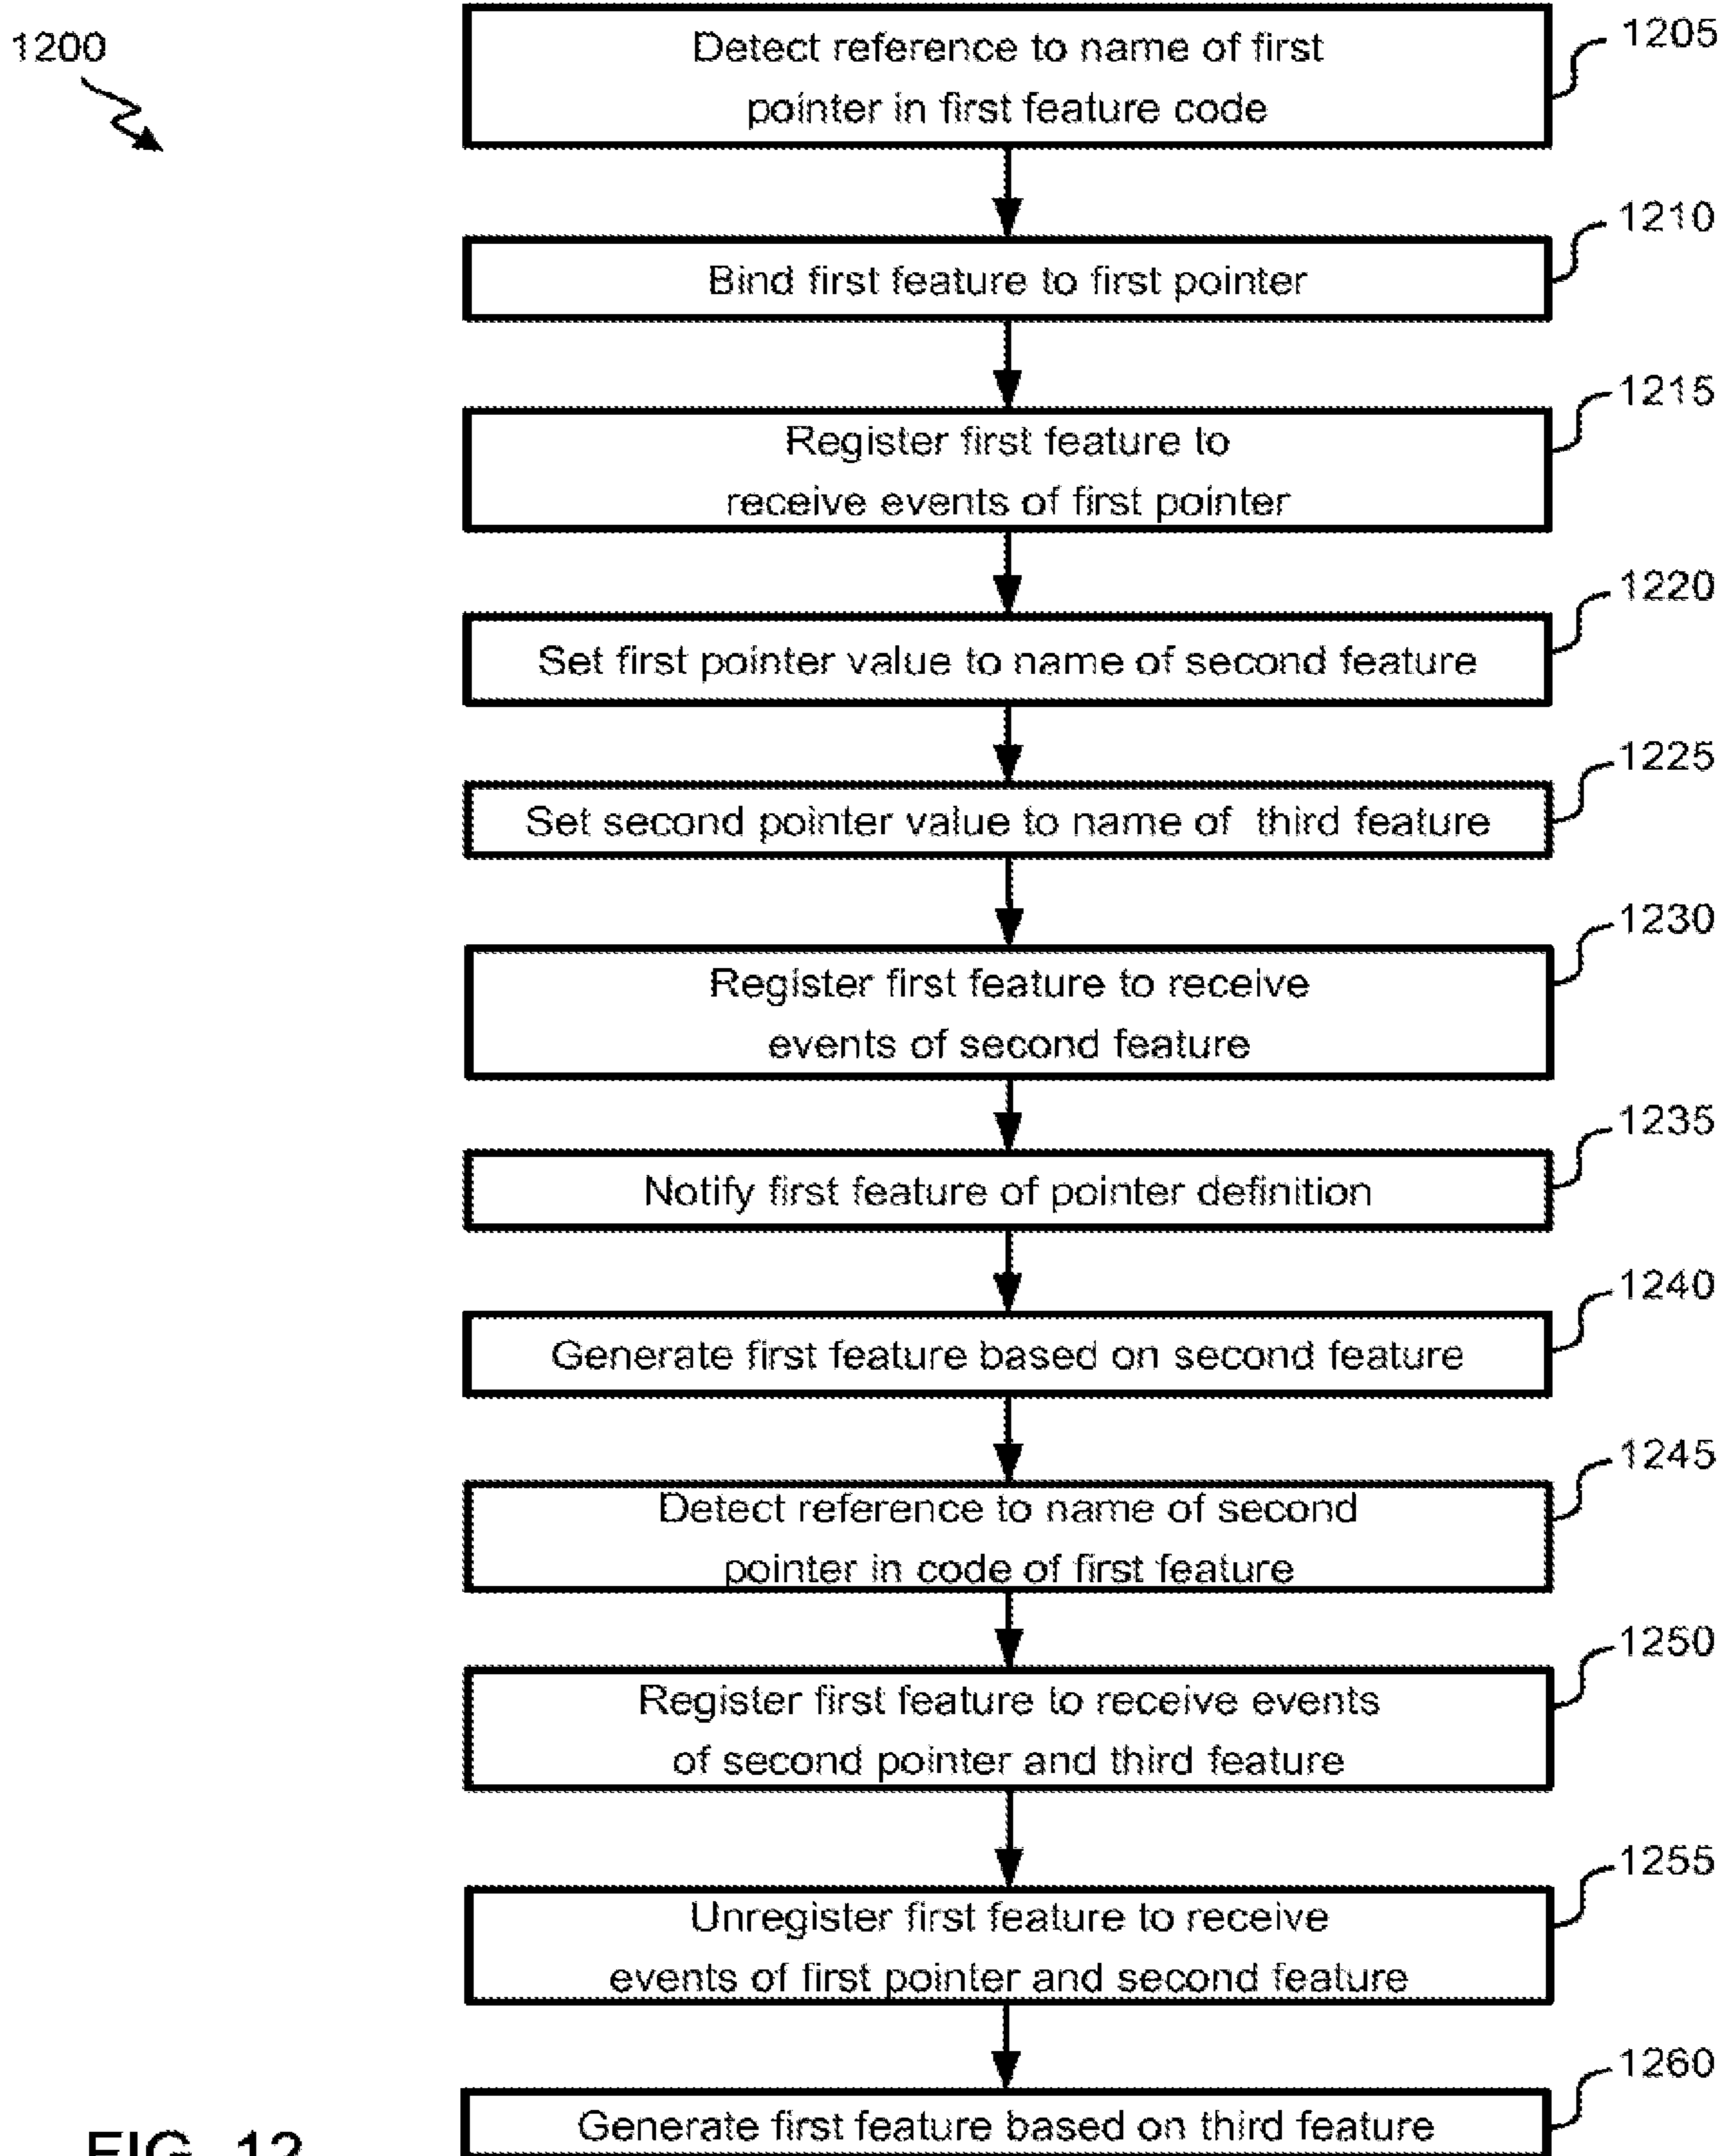 1200
Detect reference to name of first
pointer in first feature code
1205
Bind first feature to first pointer
1210
Register first feature to
receive events of first pointer
1215
Set first pointer value to name of second feature
1220
Set second pointer value to name of third feature
1225
Register first feature to receive
events of second feature
1230
Notify first feature of pointer definition
1235
Generate first feature based on second feature
1240
Detect reference to name of second
pointer in code of first feature
1245
Register first feature to receive events
of second pointer and third feature
1250
Unregister first feature to receive
events of first pointer and second feature
1255
Generate first feature based on third feature
1260
FIG. 12